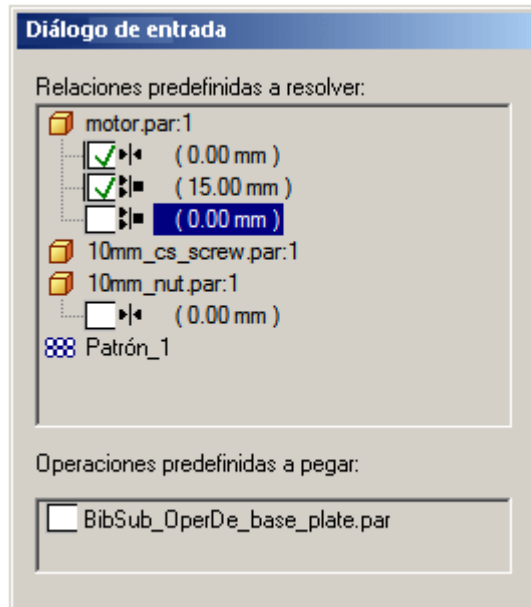 Diálogo de entrada
Relaciones predefinidas a resolver:
motor.par:1
( 0.00 mm )
( 15.00 mm )
( 0.00 mm )
10mm_cs_screw.par:1
10mm_nut.par:1
( 0.00 mm )
Patrón_1
Operaciones predefinidas a pegar:
BibSub_OperDe_base_plate.par